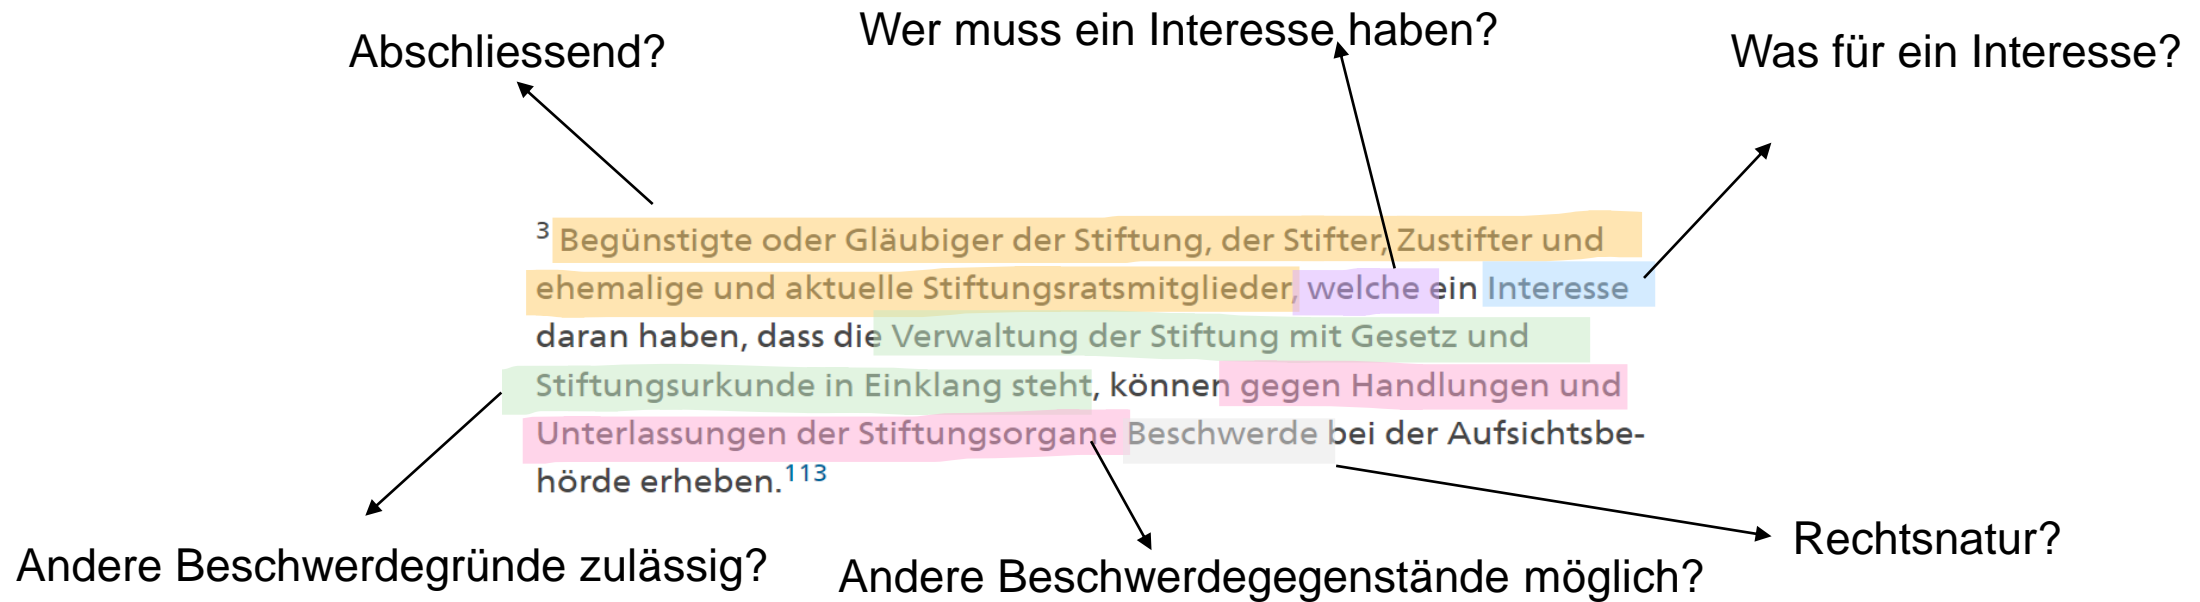 Abschliessend?
Wer muss ein Interesse haben?
Was für ein Interesse?
3 Begünstigte oder Gläubiger der Stiftung, der Stifter, Zustifter und
ehemalige und aktuelle Stiftungsratsmitglieder, welche ein Interesse
daran haben, dass die Verwaltung der Stiftung mit Gesetz und
Stiftungsurkunde in Einklang steht, können gegen Handlungen und
Unterlassungen der Stiftungsorgane Beschwerde bei der Aufsichtsbe-
hörde erheben.113
Andere Beschwerdegründe zulässig?
Andere Beschwerdegegenstände möglich?
Rechtsnatur?